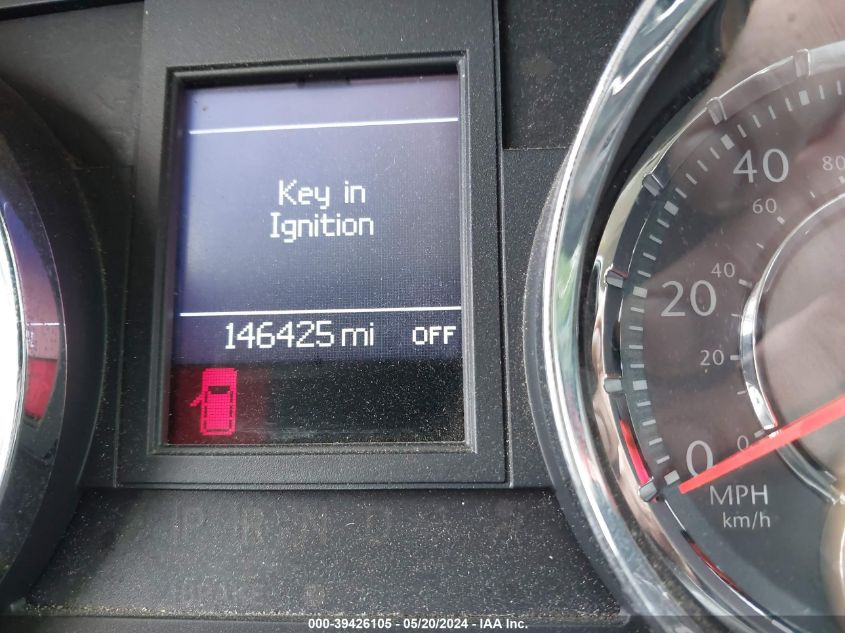 Key in
Ignition
146425 mi OFF
40
80
60
20
40
20
0
0
MPH
km/h
P R N D
BRAKE
000-39426105 - 05/20/2024 - IAA Inc.